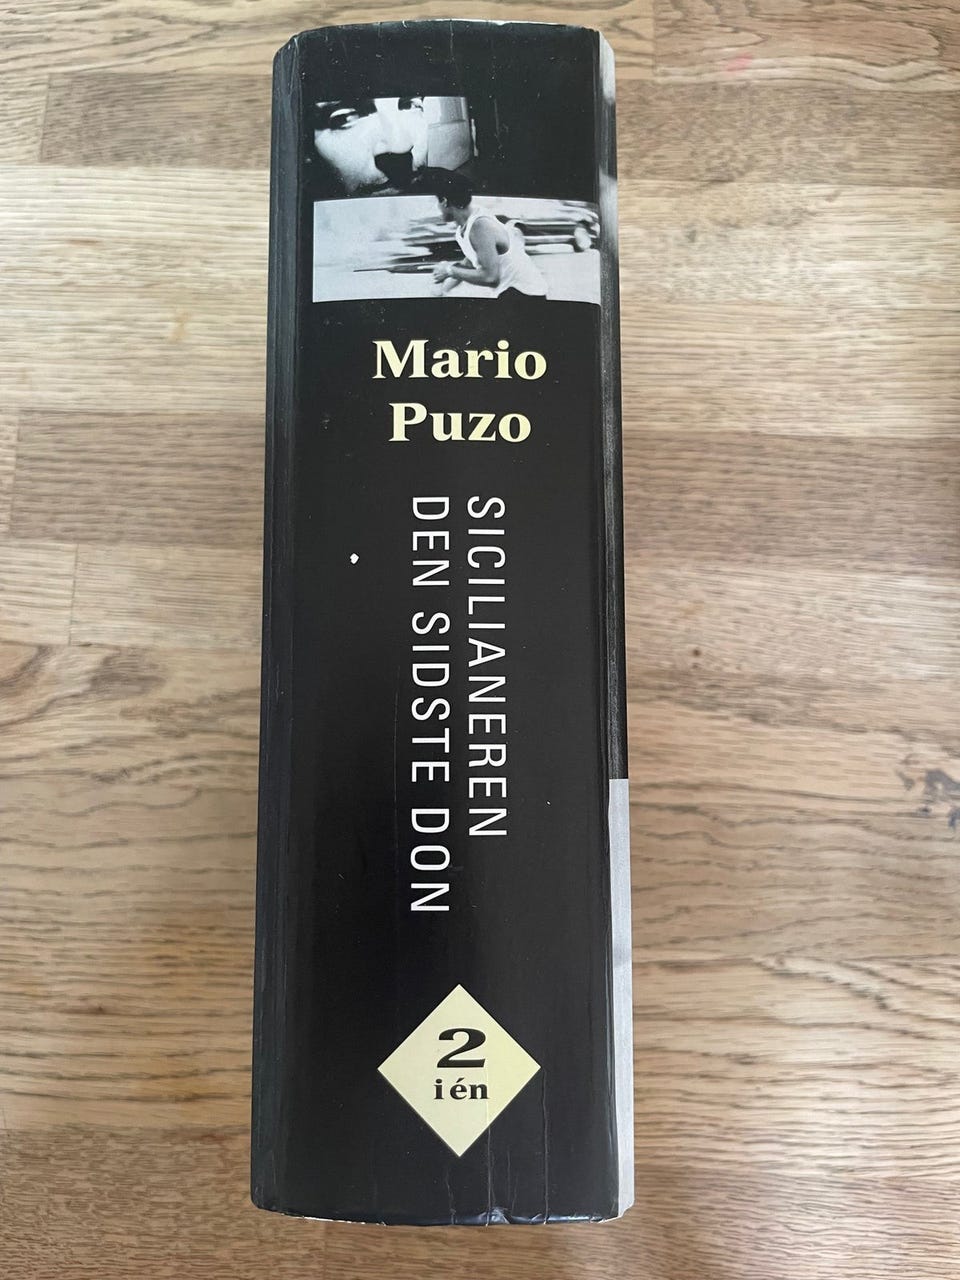 Mario
Puzo
SICILIANEREN
DEN SIDSTE DON
2
i én